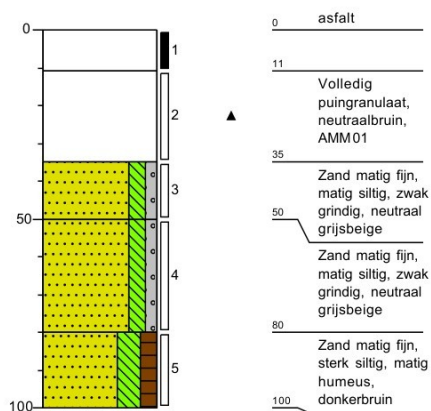 0
50
100
1
2
3
4
5
0
asfalt
11
Volledig
puingranulaat,
neutraalbruin,
AMM01
35
Zand matig fijn,
matig siltig, zwak
grindig, neutraal
grijsbeige
50
Zand matig fijn,
matig siltig, zwak
grindig, neutraal
grijsbeige
80
Zand matig fijn,
sterk siltig, matig
humeus,
donkerbruin
100